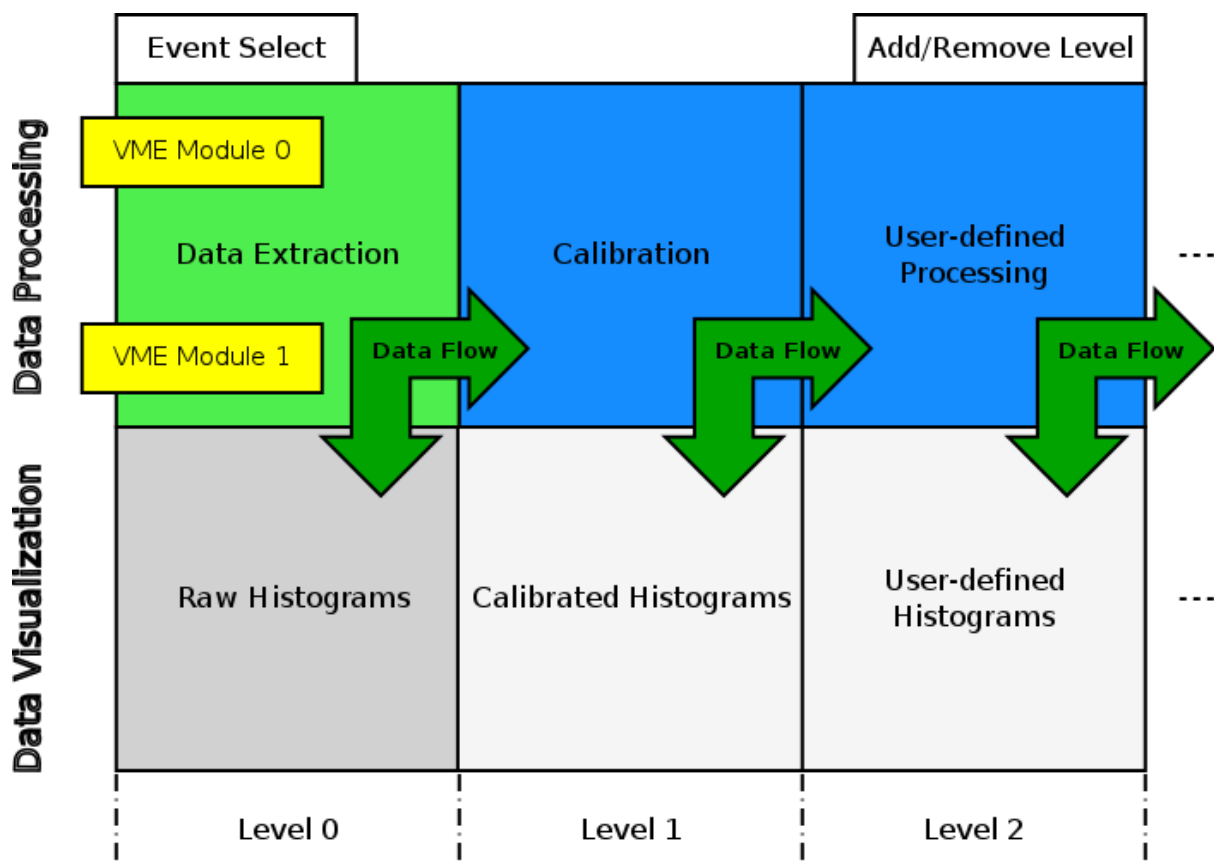 Event Select
Add/Remove Level
Data Processing
VME Module 0
Data Extraction
Calibration
User-defined
Processing
VME Module 1
Data Flow
Data Flow
Data Flow
Data Visualization
Raw Histograms
Calibrated Histograms
User-defined
Histograms
Level 0
Level 1
Level 2